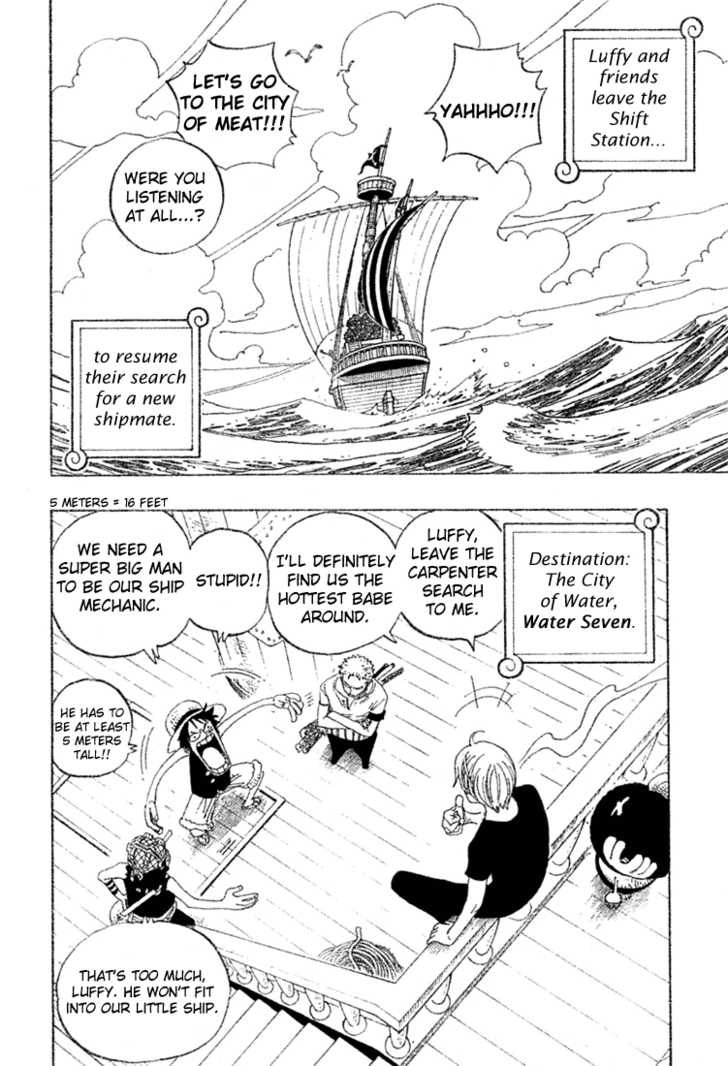 Luffy and
friends
leave the
Shift
Station...
YAHHHO!!!
LET'S GO
TO THE CITY
OF MEAT!!!
WERE YOU
LISTENING
AT ALL...?
to resume
their search
for a new
shipmate.
5 METERS = 16 FEET
Destination:
The City
of Water,
Water Seven.
LUFFY,
LEAVE THE
CARPENTER
SEARCH
TO ME.
I'LL DEFINITELY
FIND US THE
HOTTEST BABE
AROUND.
STUPID!!
WE NEED A
SUPER BIG MAN
TO BE OUR SHIP
MECHANIC.
HE HAS TO
BE AT LEAST
5 METERS
TALL!!
THAT'S TOO MUCH,
LUFFY. HE WON'T FIT
INTO OUR LITTLE SHIP.